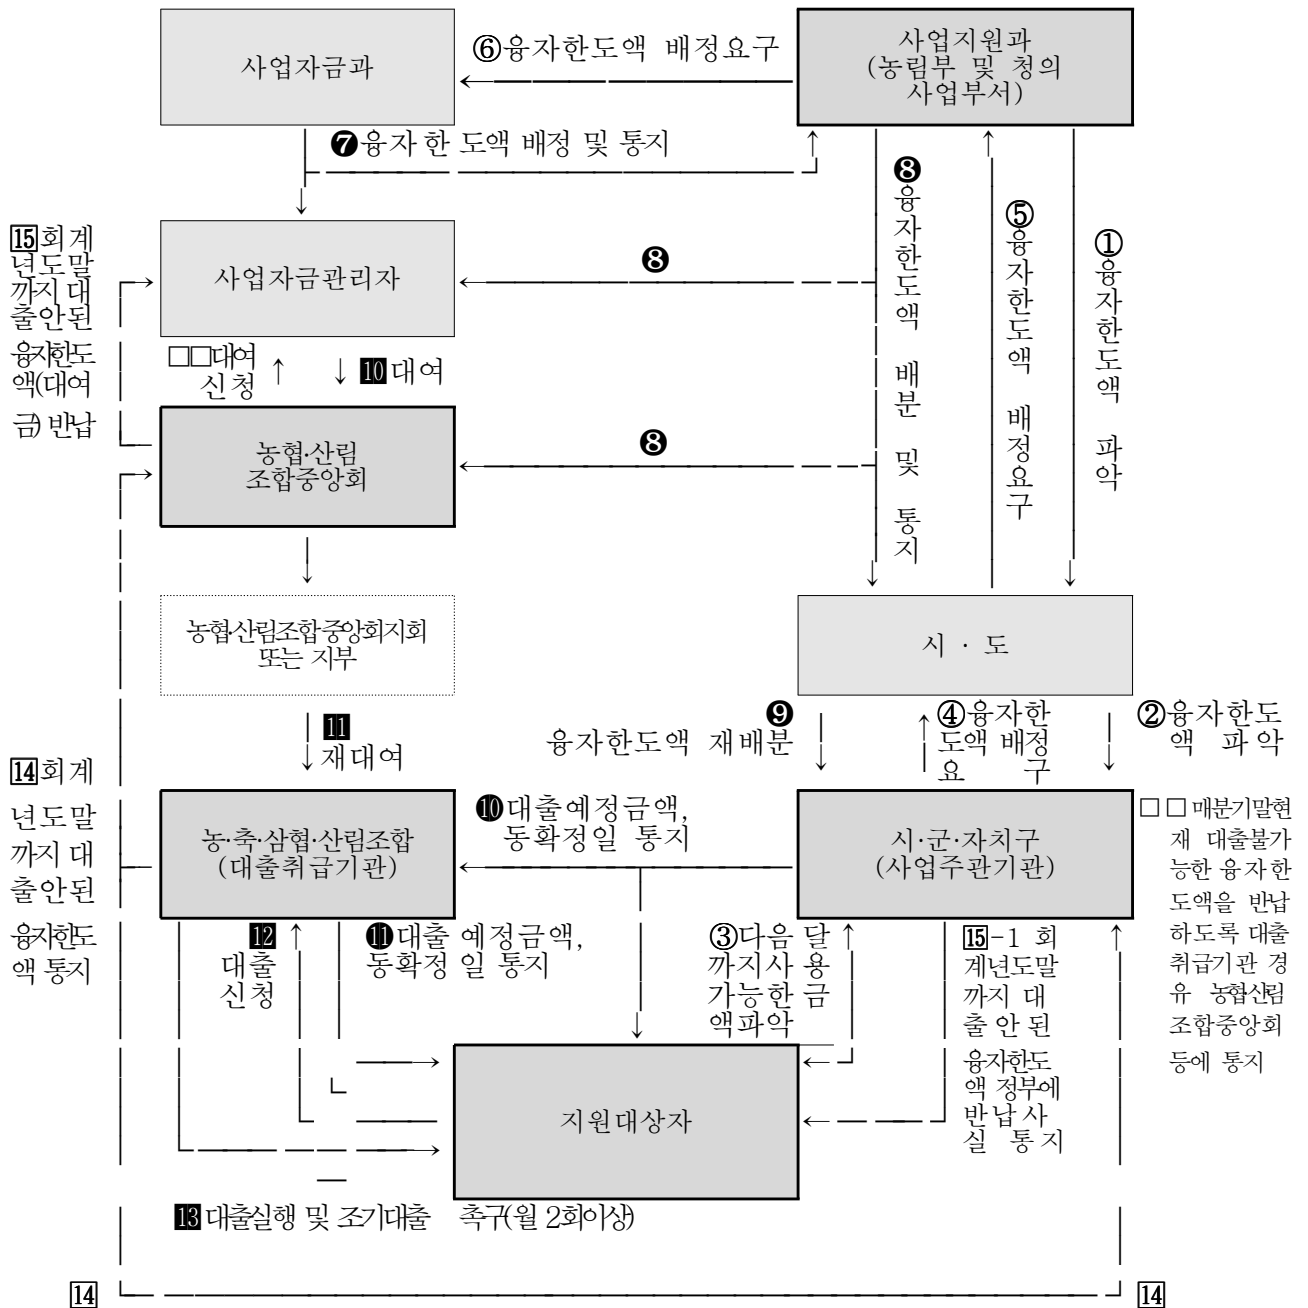 사업자금과
⑥융자한도액 배정요구
사업지원과
(농림부 및 청의
사업부서)
❼융자 한 도액 배정 및 통지
❽
융자한도액 배분 및 통지
⑤
융자한도액 배정요구
①
융자한도액 파악
15회계
년도말
까지 대
출안된
융자한도
액(대여
금) 반납
사업자금관리자
❽
□□대여
신청
10대여
농협·산림
조합중앙회
❽
농협·산림조합중앙회지회
또는 지부
시 · 도
11
재대여
❾
융자한도액 재배분
④융자한
도액 배정
요 구
②융자한도
액 파악
14회계
년도말
까지 대
출안된
융자한도
액 통지
농·축·삼협·산림조합
(대출취급기관)
❿대출예정금액,
동확정일 통지
시·군·자치구
(사업주관기관)
□□매분기말현
재 대출불가
능한 융자한
도액을 반납
하도록 대출
취급기관 경
유 농협산림
조합중앙회
등에 통지
12
대출
신청
⓫대출 예정금액,
동확정 일 통지
③다음 달
까지사용
가능한 금
액파악
15-1 회
계년도말
까지 대
출 안 된
융자한도
액 정부에
반납사
실 통지
지원대상자
13대출실행 및 조기대출 촉구(월 2회이상)
14
14